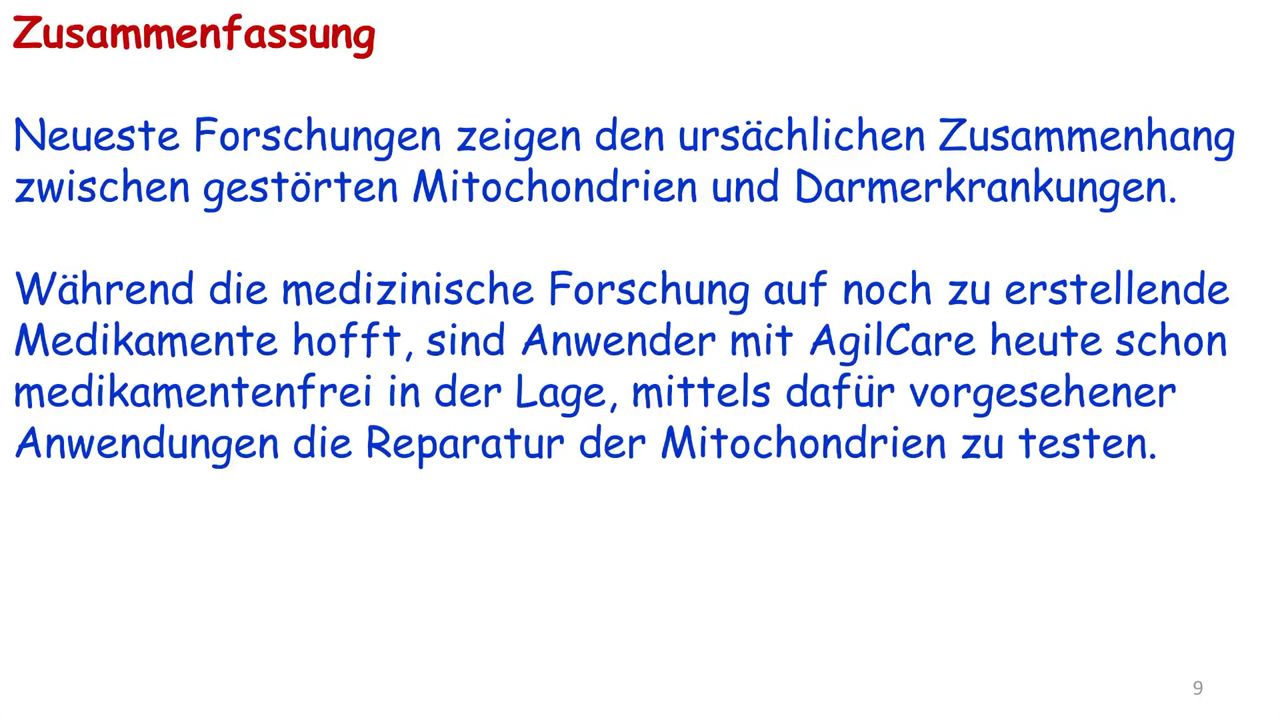 Zusammenfassung
Neueste Forschungen zeigen den ursächlichen Zusammenhang
zwischen gestörten Mitochondrien und Darmerkrankungen.
Während die medizinische Forschung auf noch zu erstellende
Medikamente hofft, sind Anwender mit AgilCare heute schon
medikamentenfrei in der Lage, mittels dafür vorgesehener
Anwendungen die Reparatur der Mitochondrien zu testen.
9